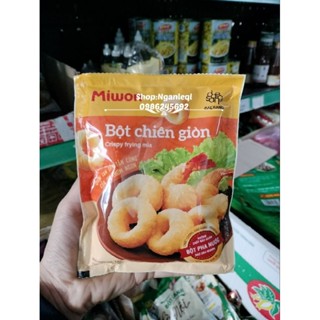 Miwon
Shop:Nganleql
0986245692
Bột chiên giòn
Crispy frying mix
BỘT PHA NƯỚC